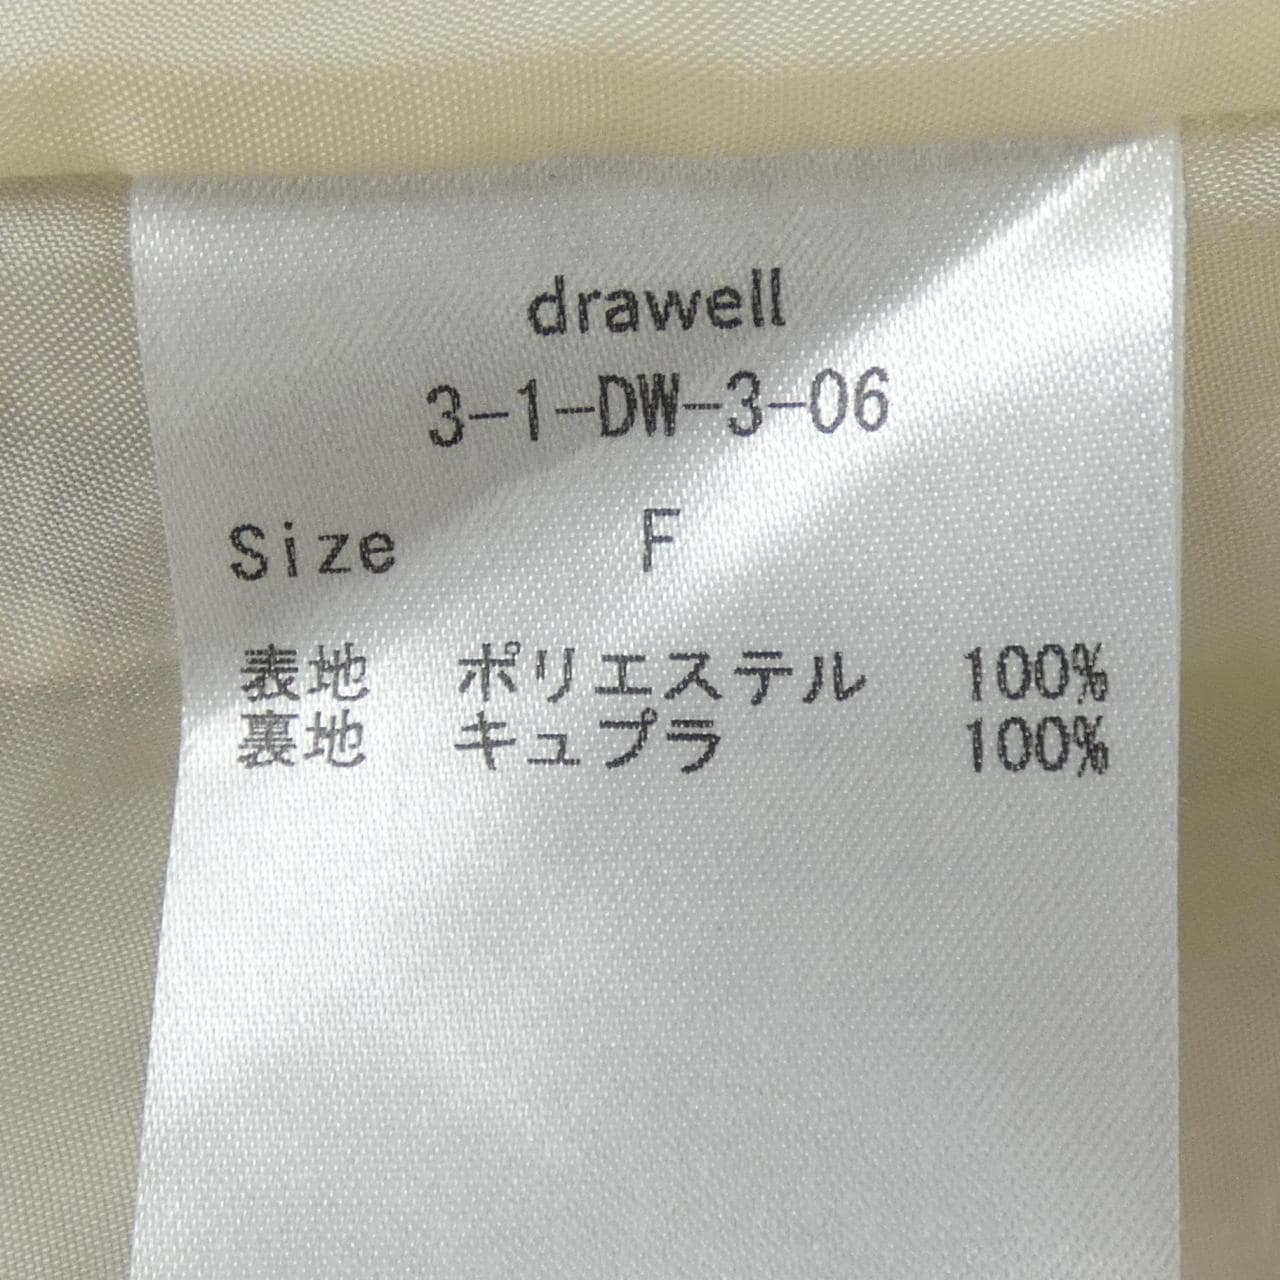 drawell
3-1-DW-3-06
Size F
表地 ポリエステル 100%
裏地 キュプラ 100%